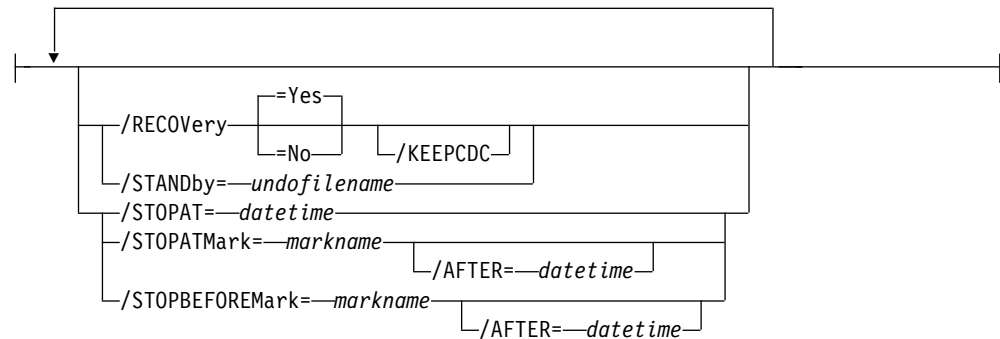 =Yes
/RECOVery
=No
/KEEPCDC
/STANDby= undofilename
/STOPAT= datetime
/STOPATMark= markname
/AFTER= datetime
/STOPBEFOREMark= markname
/AFTER= datetime